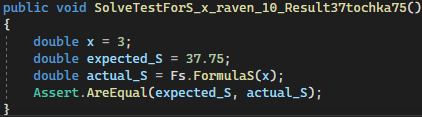 public void SolveTestForS_x_raven_10_Result37tochka75()
{
double x = 3;
double expected_S = 37.75;
double actual_S = Fs.FormulaS(x);
Assert.AreEqual(expected_S, actual_S);
}